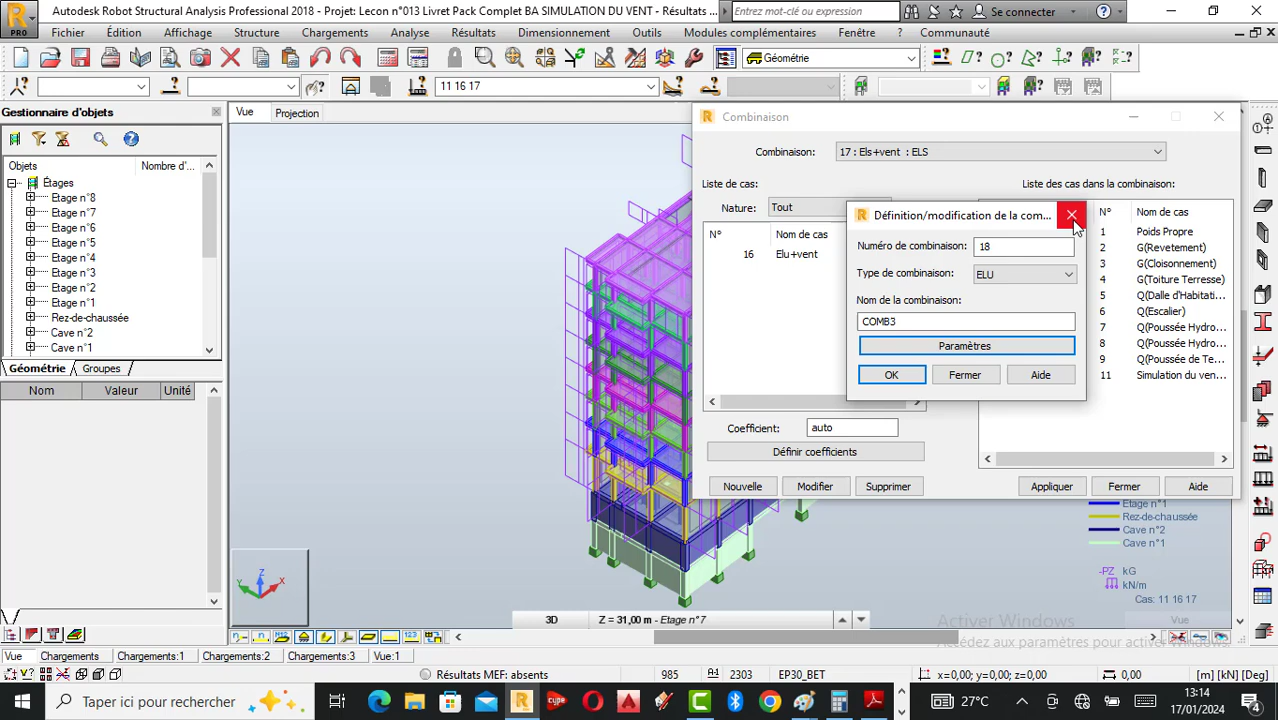 Autodesk Robot Structural Analysis Professional 2018 - Projet: Lecon n°013 Livret Pack Complet BA SIMULATION DU VENT - Résultats ...
Entrez mot-clé ou expression
Se connecter
PRO
Fichier Édition Affichage Structure Chargements Analyse Résultats Dimensionnement Outils Modules complémentaires Fenêtre ? Communauté
Géométrie
11 16 17
Gestionnaire d'objets
Vue Projection
Objets Nombre d'...
Étages
Etage n°8
Etage n°7
Etage n°6
Etage n°5
Etage n°4
Etage n°3
Etage n°2
Etage n°1
Rez-de-chaussée
Cave n°2
Cave n°1
Géométrie Groupes
Nom Valeur Unité
Combinaison
Combinaison: 17 : Els+vent : ELS
Liste de cas: Liste des cas dans la combinaison:
Nature: Tout
N° Nom de cas
16 Elu+vent
N° Nom de cas
1 Poids Propre
2 G(Revetement)
3 G(Cloisonnement)
4 G(Toiture Terresse)
5 Q(Dalle d'Habitati...
6 Q(Escalier)
7 Q(Poussée Hydro...
8 Q(Poussée Hydro...
9 Q(Poussée de Te...
11 Simulation du ven...
Coefficient: auto
Définir coefficients
Nouvelle Modifier Supprimer Appliquer Fermer Aide
Définition/modification de la com...
Numéro de combinaison: 18
Type de combinaison: ELU
Nom de la combinaison:
COMB3
Paramètres
OK Fermer Aide
Etage n°1
Rez-de-chaussée
Cave n°2
Cave n°1
-PZ kG
kN/m
Cas: 11 16 17
Z
Y X
3D Z = 31,00 m - Etage n°7
Vue
Activer Windows
Accédez aux paramètres pour activer Windows.
Vue Chargements Chargements:1 Chargements:2 Chargements:3 Vue:1
Résultats MEF: absents 985 2303 EP30_BET x=0,00; y=0,00; z=0,00 0,00 [m] [kN] [Deg]
Taper ici pour rechercher
27°C
13:14
17/04/2024
4